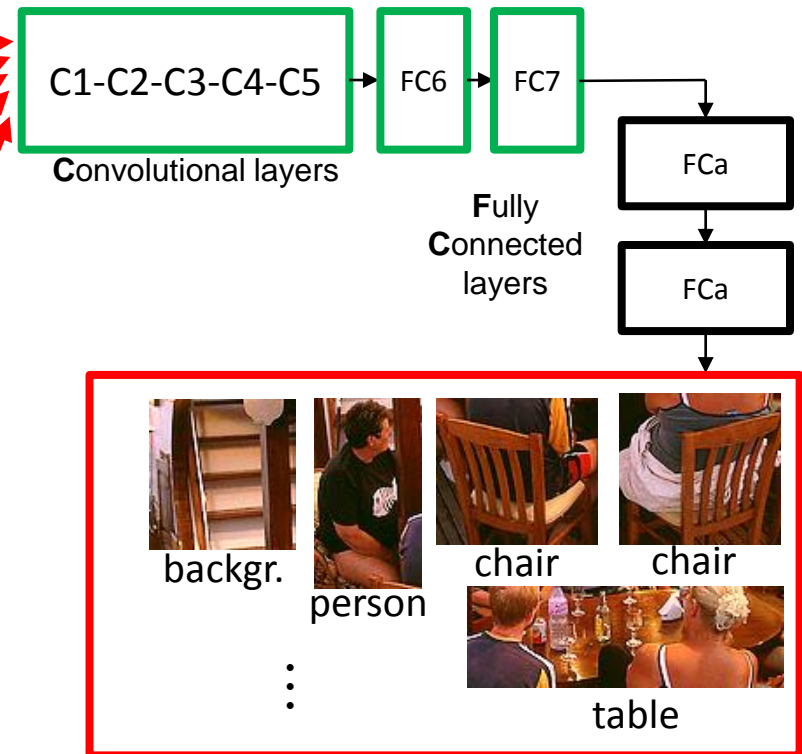 C1-C2-C3-C4-C5
FC6
FC7
Convolutional layers
FCa
Fully
Connected
layers
FCa
backgr.
person
chair
chair
table
⋮